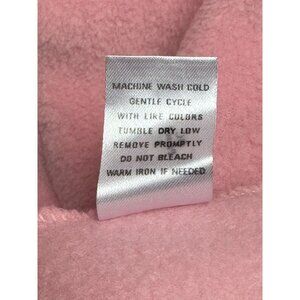 MACHINE WASH COLD
GENTLE CYCLE
WITH LIKE COLORS
TUMBLE DRY LOW
REMOVE PROMPTLY
DO NOT BLEACH
WARM IRON IF NEEDED